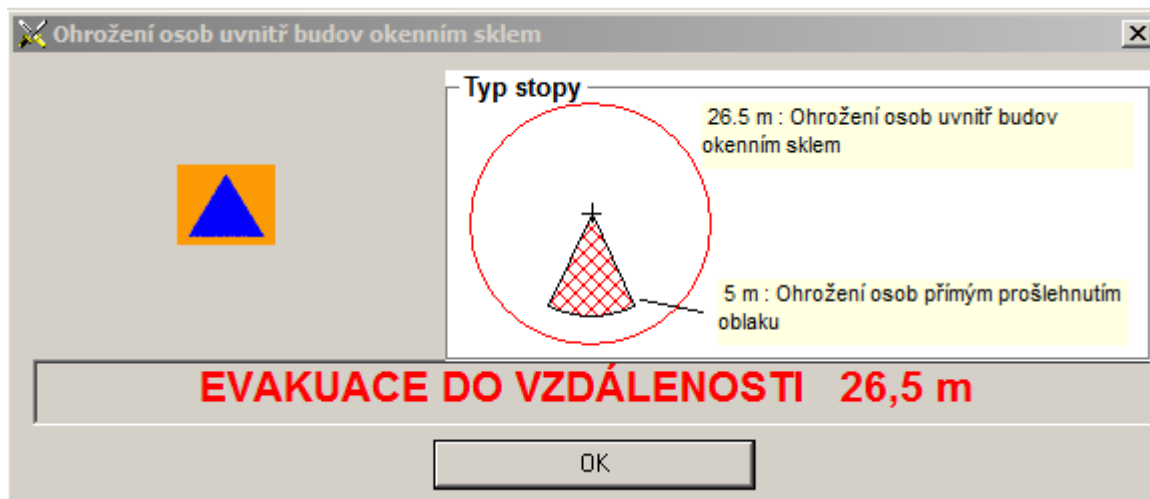 Ohrožení osob uvnitř budov okenním sklem
Typ stopy
26.5 m : Ohrožení osob uvnitř budov
okenním sklem
5 m : Ohrožení osob přímým prošlehnutím
oblaku
EVAKUACE DO VZDÁLENOSTI 26,5 m
OK